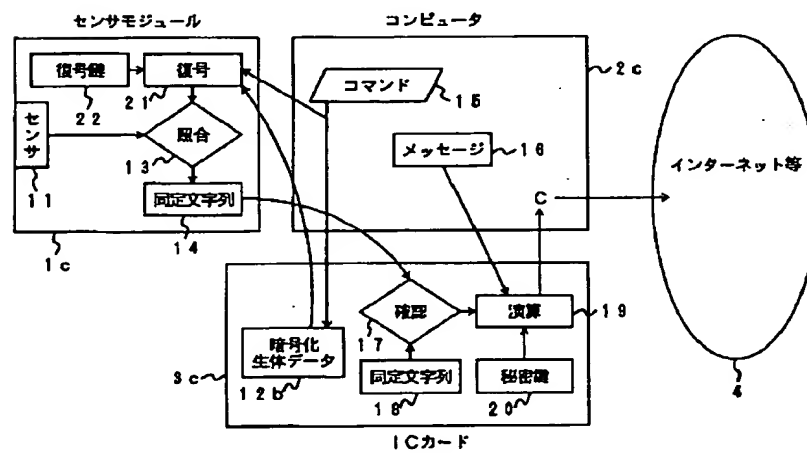 センサモジュール
コンピュータ
復号鍵
復号
22
21
センサ
11
照合
13
同定文字列
14
1c
コマンド
15
メッセージ
16
C
2c
インターネット等
4
暗号化
生体データ
12b
確認
17
同定文字列
18
演算
19
秘密鍵
20
3c
ICカード